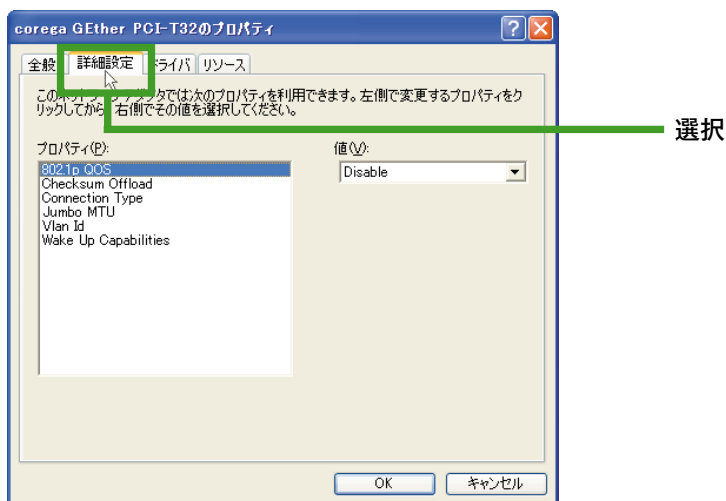 corega GEther PCI-T32のプロパティ
全般 詳細設定 ドライバ リソース
このネットワーク アダプタでは次のプロパティを利用できます。左側で変更するプロパティをク
リックしてから、右側でその値を選択してください。
選択
プロパティ(P):
値(V):
802.1p QOS
Disable
Checksum Offload
Connection Type
Jumbo MTU
Vlan Id
Wake Up Capabilities
OK キャンセル